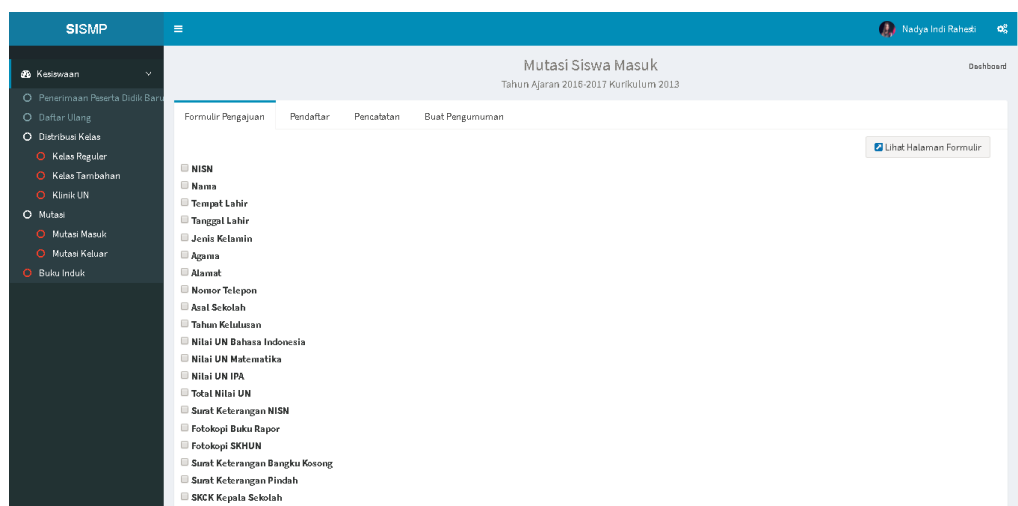 SISMP
Nadya Indi Rahesti
Kesiswaan
Penerimaan Peserta Didik Baru
Daftar Ulang
Distribusi Kelas
Kelas Reguler
Kelas Tambahan
Klinik UN
Mutasi
Mutasi Masuk
Mutasi Keluar
Buku Induk
Mutasi Siswa Masuk
Tahun Ajaran 2016-2017 Kurikulum 2013
Dashboard
Formulir Pengajuan Pendaftar Pencatatan Buat Pengumuman
Lihat Halaman Formulir
NISN
Nama
Tempat Lahir
Tanggal Lahir
Jenis Kelamin
Agama
Alamat
Nomor Telepon
Asal Sekolah
Tahun Kelulusan
Nilai UN Bahasa Indonesia
Nilai UN Matematika
Nilai UN IPA
Total Nilai UN
Surat Keterangan NISN
Fotokopi Buku Rapor
Fotokopi SKHUN
Surat Keterangan Bangku Kosong
Surat Keterangan Pindah
SKCK Kepala Sekolah